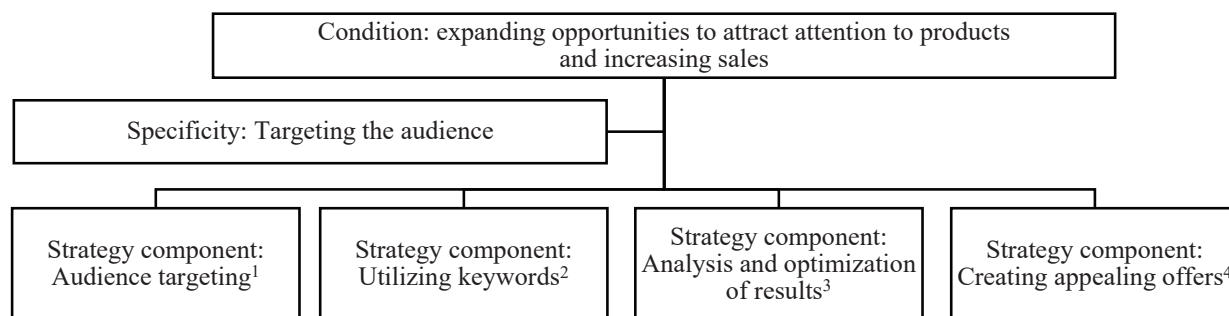 Condition: expanding opportunities to attract attention to products
and increasing sales
Specificity: Targeting the audience
Strategy component:
Audience targeting¹
Strategy component:
Utilizing keywords²
Strategy component:
Analysis and optimization
of results³
Strategy component:
Creating appealing offers⁴